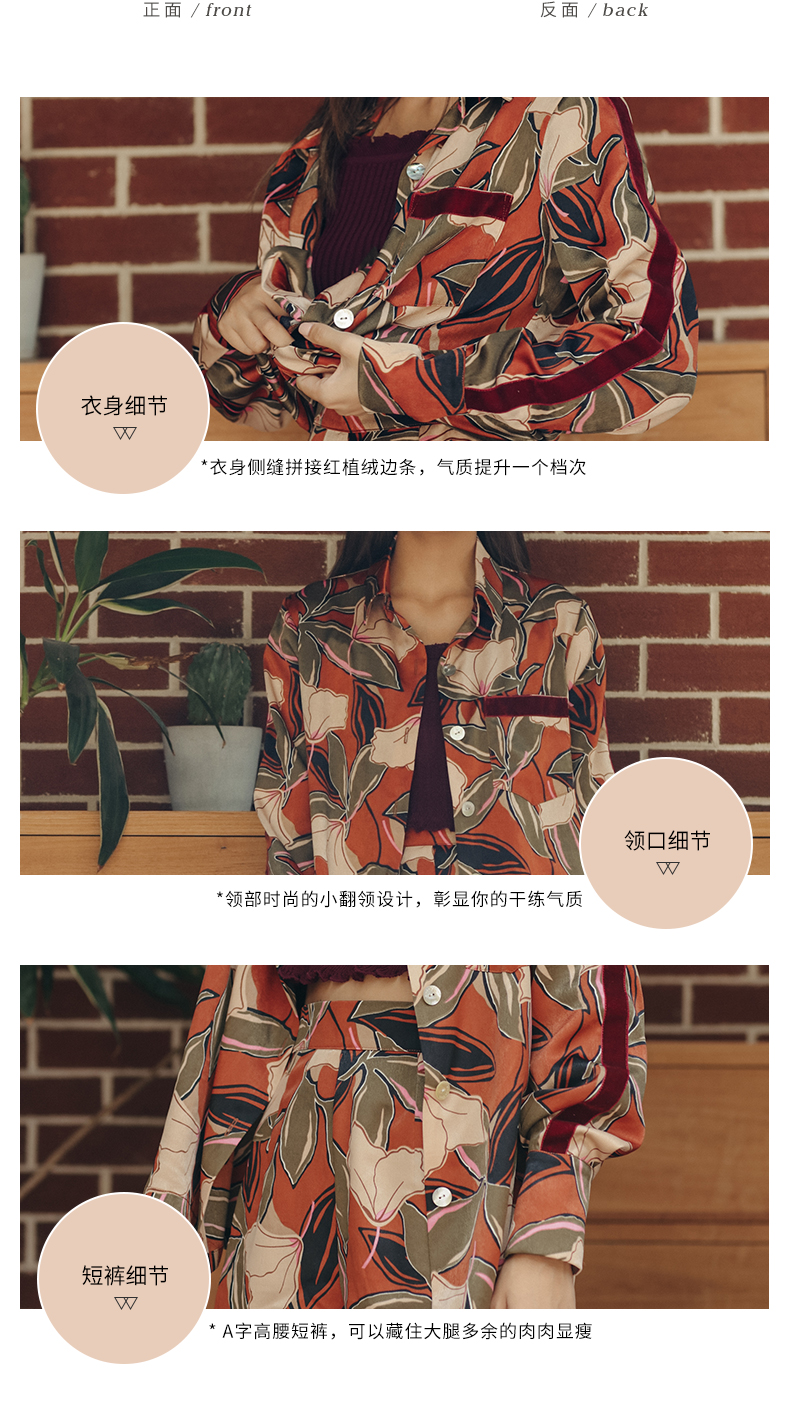 正面 / front
反面 / back
衣身细节
*衣身侧缝拼接红植绒边条，气质提升一个档次
领口细节
*领部时尚的小翻领设计，彰显你的干练气质
短裤细节
* A字高腰短裤，可以藏住大腿多余的肉肉显瘦